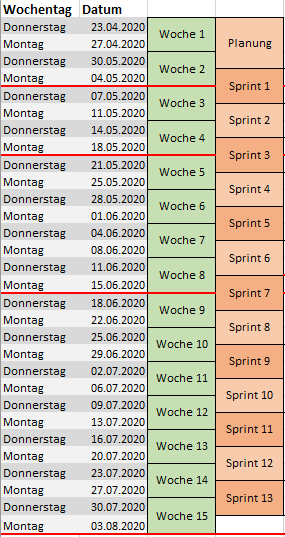 Wochentag Datum
Donnerstag 23.04.2020
Woche 1
Montag 27.04.2020
Planung
Donnerstag 30.05.2020
Woche 2
Montag 04.05.2020
Sprint 1
Donnerstag 07.05.2020
Woche 3
Montag 11.05.2020
Sprint 2
Donnerstag 14.05.2020
Woche 4
Montag 18.05.2020
Sprint 3
Donnerstag 21.05.2020
Woche 5
Montag 25.05.2020
Sprint 4
Donnerstag 28.05.2020
Woche 6
Montag 01.06.2020
Sprint 5
Donnerstag 04.06.2020
Woche 7
Montag 08.06.2020
Sprint 6
Donnerstag 11.06.2020
Woche 8
Montag 15.06.2020
Sprint 7
Donnerstag 18.06.2020
Woche 9
Montag 22.06.2020
Sprint 8
Donnerstag 25.06.2020
Woche 10
Montag 29.06.2020
Sprint 9
Donnerstag 02.07.2020
Woche 11
Montag 06.07.2020
Sprint 10
Donnerstag 09.07.2020
Woche 12
Montag 13.07.2020
Sprint 11
Donnerstag 16.07.2020
Woche 13
Montag 20.07.2020
Sprint 12
Donnerstag 23.07.2020
Woche 14
Montag 27.07.2020
Sprint 13
Donnerstag 30.07.2020
Woche 15
Montag 03.08.2020